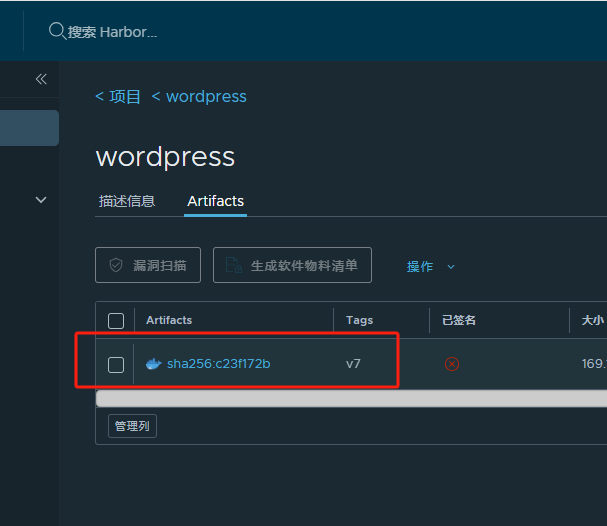 搜索 Harbor...
< 项目 < wordpress
wordpress
描述信息 Artifacts
漏洞扫描 生成软件物料清单 操作
Artifacts Tags 已签名 大小
sha256:c23f172b v7 169.
管理列